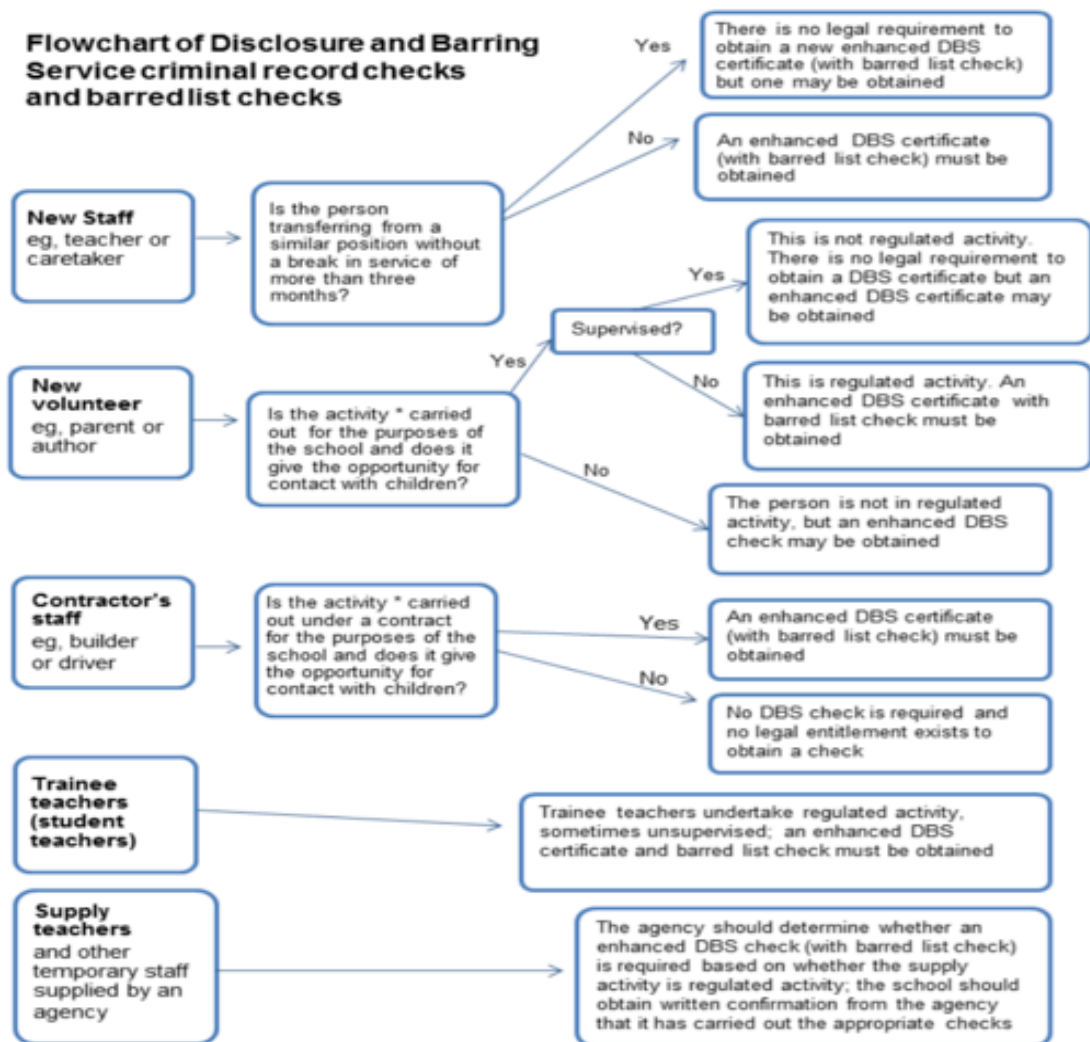 Flowchart of Disclosure and Barring
Service criminal record checks
and barred list checks
Yes
There is no legal requirement to
obtain a new enhanced DBS
certificate (with barred list check)
but one may be obtained
No
An enhanced DBS certificate
(with barred list check) must be
obtained
New Staff
eg, teacher or
caretaker
Is the person
transferring from a
similar position without
a break in service of
more than three
months?
This is not regulated activity.
There is no legal requirement to
obtain a DBS certificate but an
enhanced DBS certificate may
be obtained
Yes
Supervised?
Yes
No
This is regulated activity. An
enhanced DBS certificate with
barred list check must be
obtained
New
volunteer
eg, parent or
author
Is the activity * carried
out for the purposes of
the school and does it
give the opportunity for
contact with children?
No
The person is not in regulated
activity, but an enhanced DBS
check may be obtained
Contractor's
staff
eg, builder
or driver
Is the activity * carried
out under a contract
for the purposes of the
school and does it give
the opportunity for
contact with children?
Yes
An enhanced DBS certificate
(with barred list check) must be
obtained
No
No DBS check is required and
no legal entitlement exists to
obtain a check
Trainee
teachers
(student
teachers)
Trainee teachers undertake regulated activity,
sometimes unsupervised; an enhanced DBS
certificate and barred list check must be obtained
Supply
teachers
and other
temporary staff
supplied by an
agency
The agency should determine whether an
enhanced DBS check (with barred list check)
is required based on whether the supply
activity is regulated activity; the school should
obtain written confirmation from the agency
that it has carried out the appropriate checks